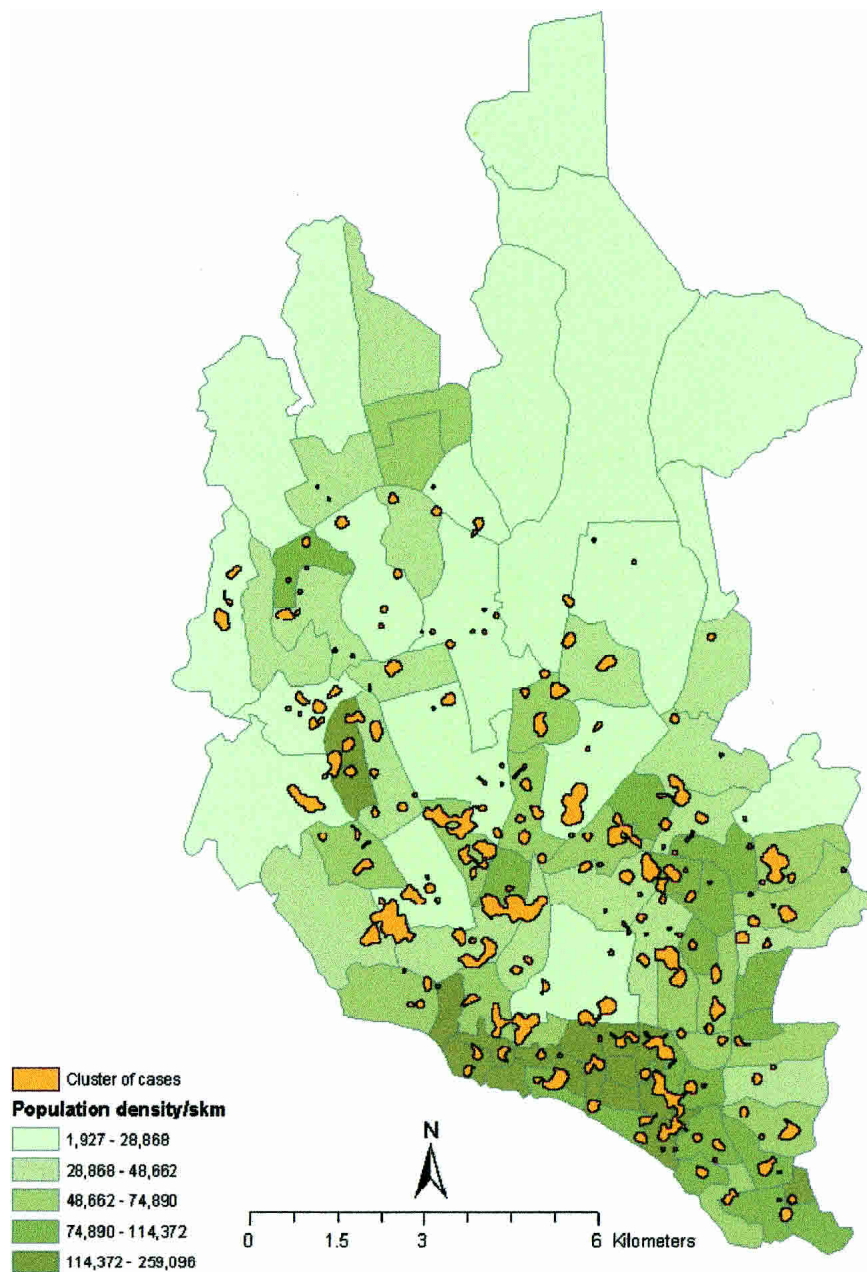 Cluster of cases
Population density/skm
1,927 - 28,868
28,868 - 48,662
48,662 - 74,890
74,890 - 114,372
114,372 - 259,096
N
0 1.5 3 6 Kilometers